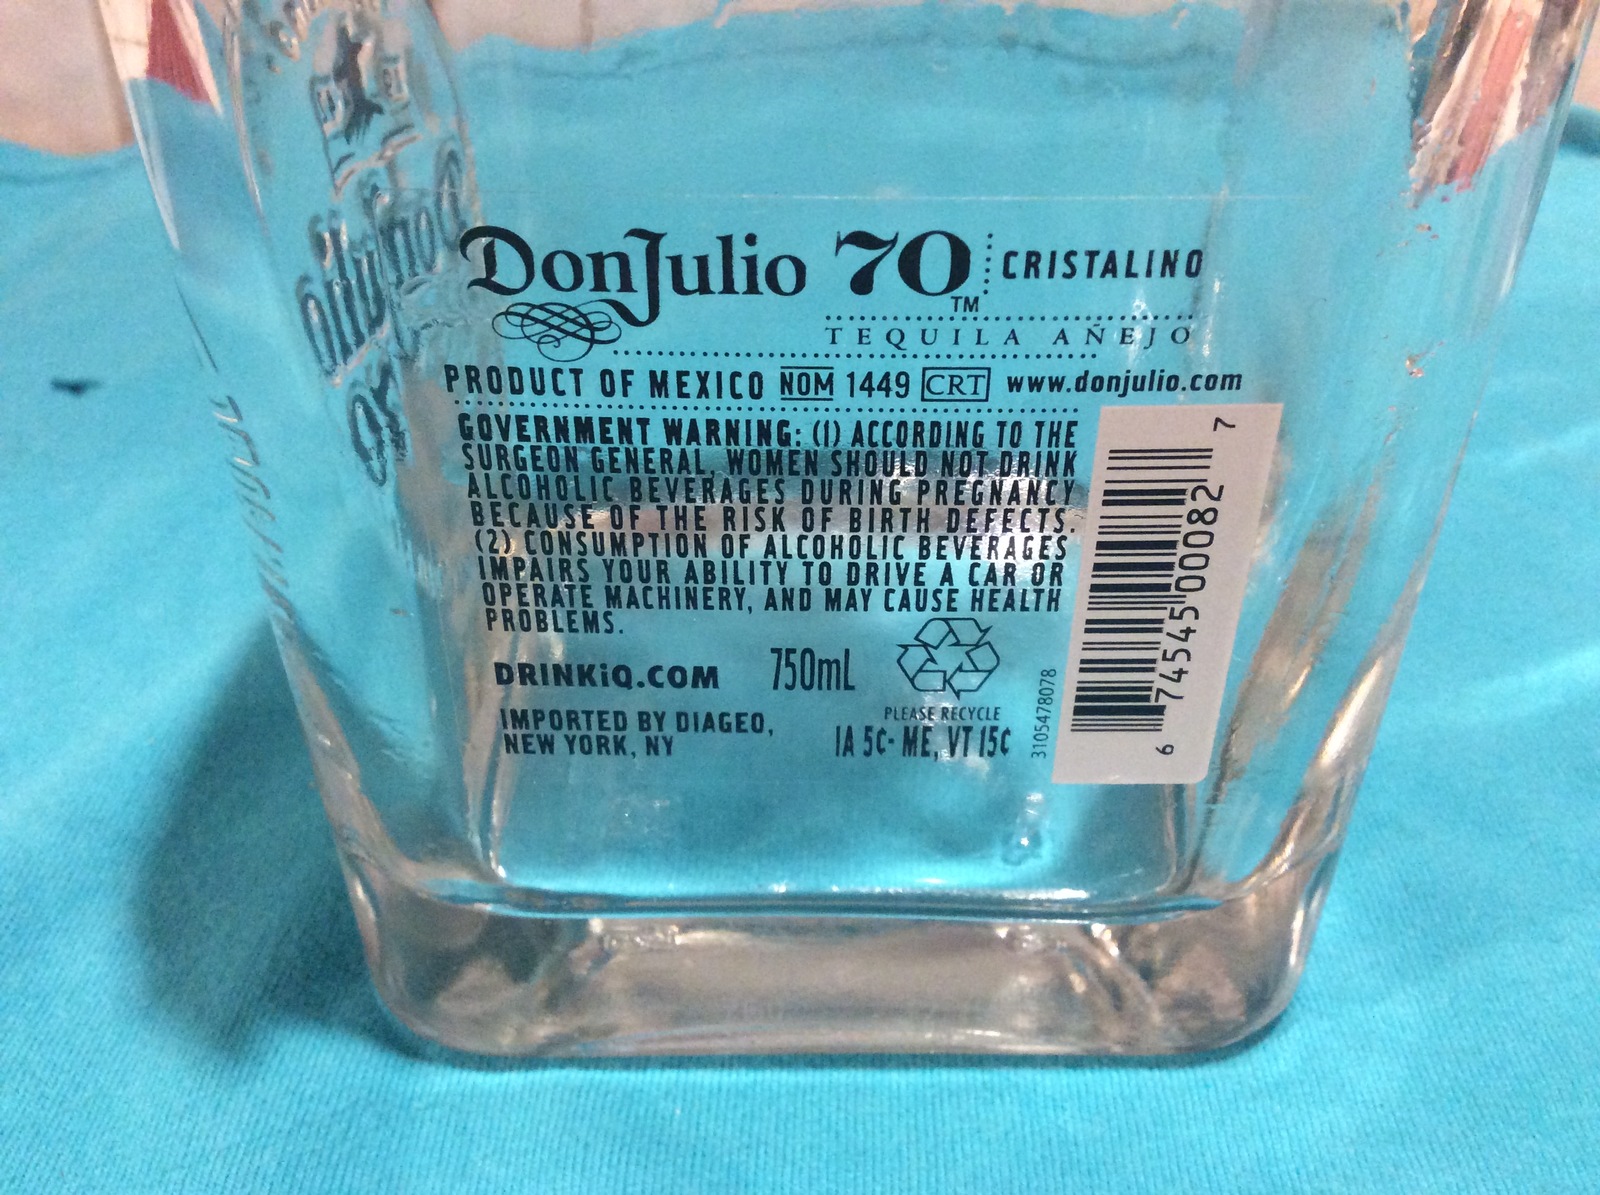 DonJulio 70™ CRISTALINO
TEQUILA AÑEJO
PRODUCT OF MEXICO NOM 1449 CRT www.donjulio.com
GOVERNMENT WARNING: (1) ACCORDING TO THE
SURGEON GENERAL, WOMEN SHOULD NOT DRINK
ALCOHOLIC BEVERAGES DURING PREGNANCY
BECAUSE OF THE RISK OF BIRTH DEFECTS.
(2) CONSUMPTION OF ALCOHOLIC BEVERAGES
IMPAIRS YOUR ABILITY TO DRIVE A CAR OR
OPERATE MACHINERY, AND MAY CAUSE HEALTH
PROBLEMS.
DRINKiQ.COM 750mL
PLEASE RECYCLE
IMPORTED BY DIAGEO,
NEW YORK, NY
IA 5¢· ME, VT 15¢
3105478078
6 74545 00082 7